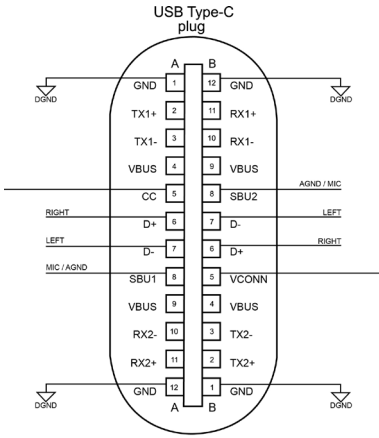 USB Type-C
plug
A B
GND 1 12 GND
DGND DGND
TX1+ 2 11 RX1+
TX1- 3 10 RX1-
VBUS 4 9 VBUS
CC 5 8 SBU2 AGND / MIC
RIGHT D+ 6 7 D- LEFT
LEFT D- 7 6 D+ RIGHT
MIC / AGND SBU1 8 5 VCONN
VBUS 9 4 VBUS
RX2- 10 3 TX2-
RX2+ 11 2 TX2+
GND 12 1 GND
DGND DGND
A B